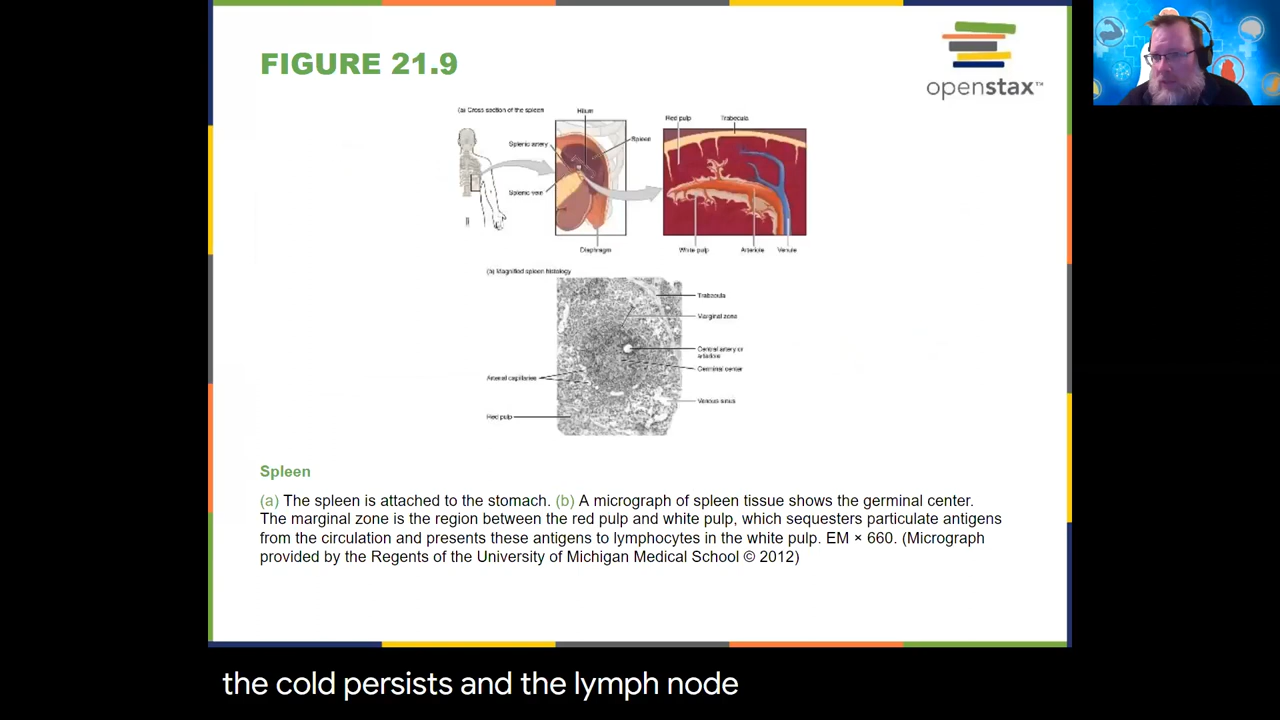 FIGURE 21.9
openstax™
(a) Cross section of the spleen
Hilum
Splenic artery
Spleen
Splenic vein
Diaphragm
Red pulp
Trabecula
White pulp
Arteriole
Venule
(b) Magnified spleen histology
Trabecula
Marginal zone
Central artery or
arteriole
Germinal center
Arterial capillaries
Venous sinus
Red pulp
Spleen
(a) The spleen is attached to the stomach. (b) A micrograph of spleen tissue shows the germinal center.
The marginal zone is the region between the red pulp and white pulp, which sequesters particulate antigens
from the circulation and presents these antigens to lymphocytes in the white pulp. EM × 660. (Micrograph
provided by the Regents of the University of Michigan Medical School © 2012)
the cold persists and the lymph node